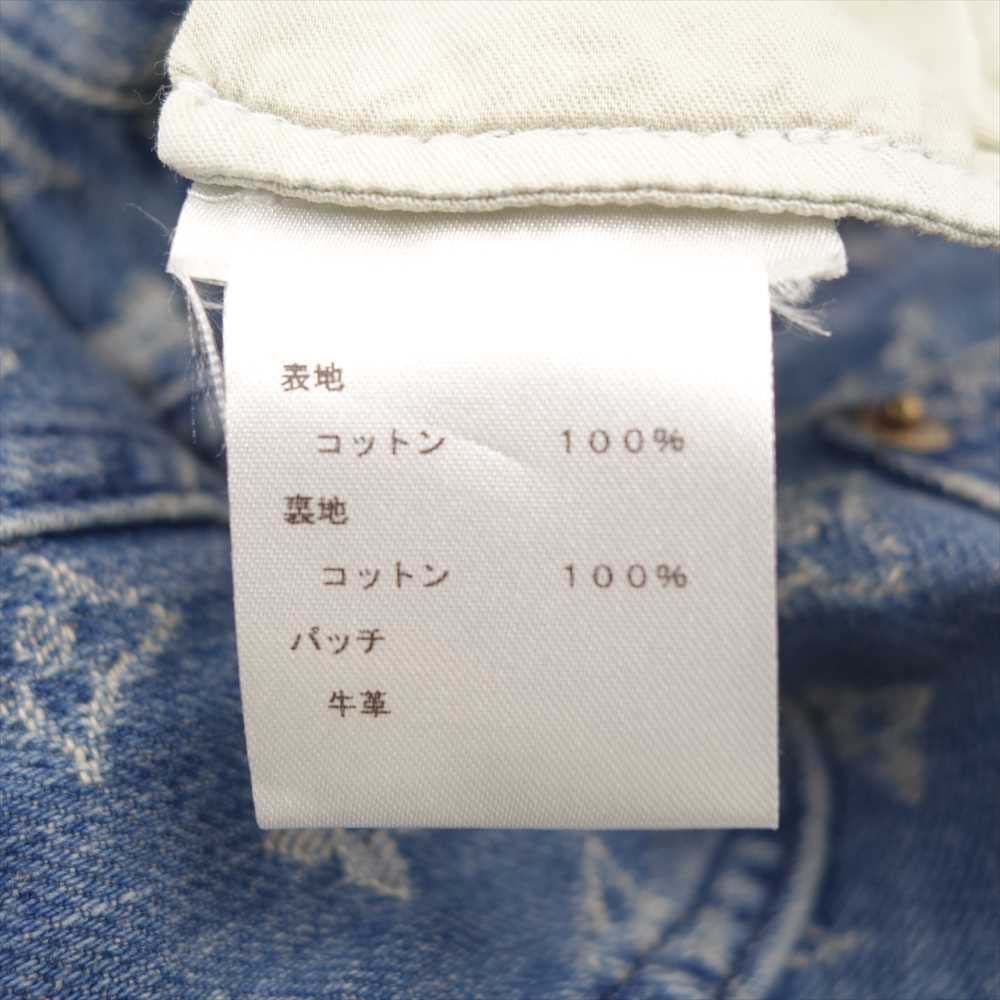 表地
コットン 100%
裏地
コットン 100%
パッチ
牛革